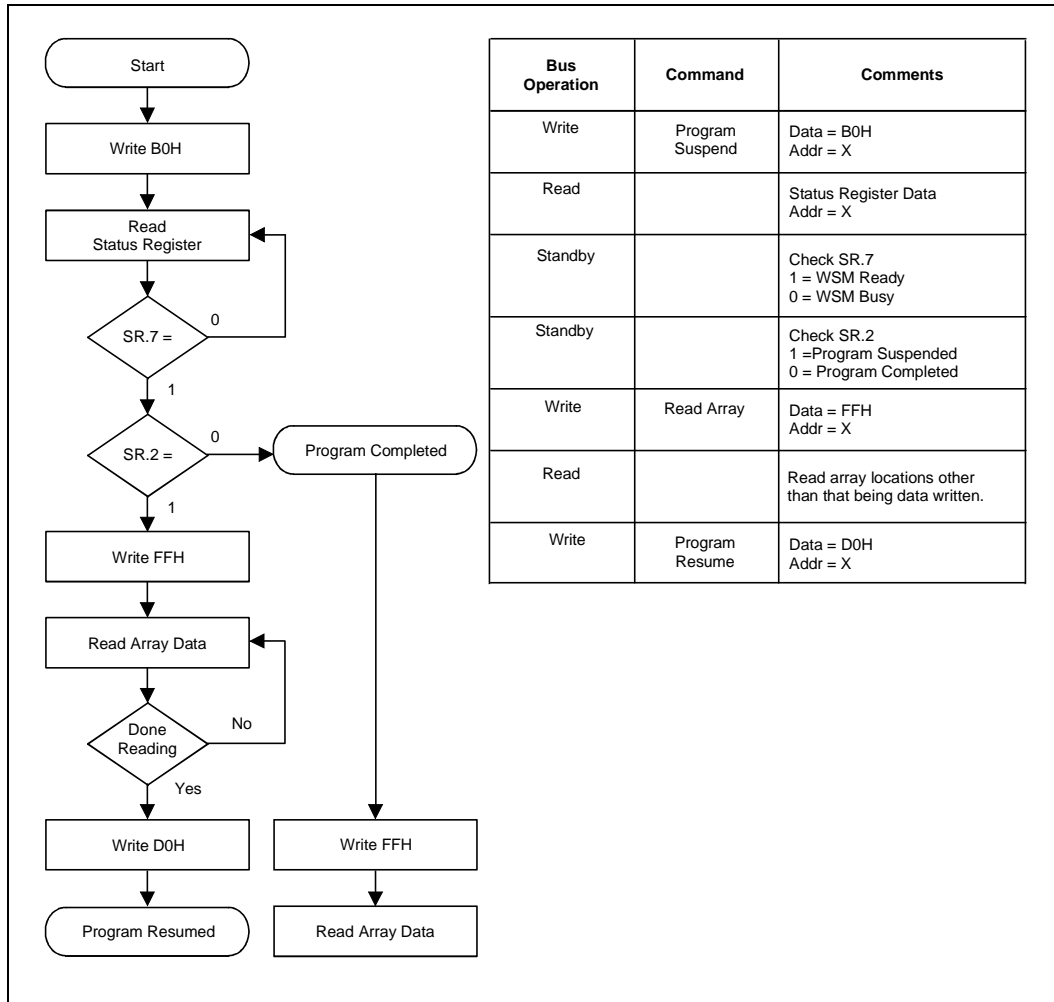 Start
Write B0H
Read
Status Register
SR.7 =
0
1
SR.2 =
0
Program Completed
1
Write FFH
Read Array Data
Done
Reading
No
Yes
Write D0H
Write FFH
Program Resumed
Read Array Data
Bus
Operation
Command
Comments
Write
Program
Suspend
Data = B0H
Addr = X
Read
Status Register Data
Addr = X
Standby
Check SR.7
1 = WSM Ready
0 = WSM Busy
Standby
Check SR.2
1 =Program Suspended
0 = Program Completed
Write
Read Array
Data = FFH
Addr = X
Read
Read array locations other
than that being data written.
Write
Program
Resume
Data = D0H
Addr = X